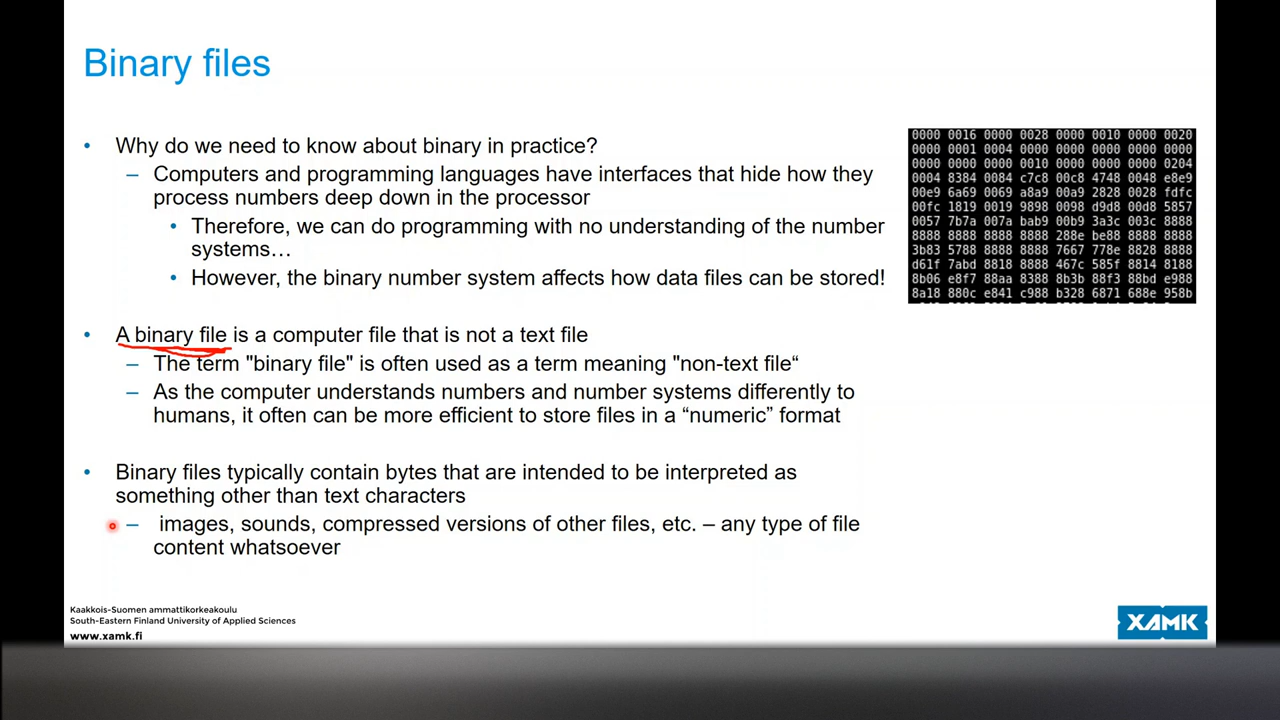 Binary files
• Why do we need to know about binary in practice?
– Computers and programming languages have interfaces that hide how they
process numbers deep down in the processor
• Therefore, we can do programming with no understanding of the number
systems…
• However, the binary number system affects how data files can be stored!
• A binary file is a computer file that is not a text file
– The term "binary file" is often used as a term meaning "non-text file“
– As the computer understands numbers and number systems differently to
humans, it often can be more efficient to store files in a “numeric” format
• Binary files typically contain bytes that are intended to be interpreted as
something other than text characters
– images, sounds, compressed versions of other files, etc. – any type of file
content whatsoever
0000 0016 0000 0028 0000 0010 0000 0020
0000 0001 0004 0000 0000 0000 0000 0000
0000 0000 0000 0010 0000 0000 0000 0204
0004 8384 0084 c7c8 00c8 4748 0048 e8e9
00e9 6a69 0069 a8a9 00a9 2828 0028 fdfc
00fc 1819 0019 9898 0098 d9d8 00d8 5857
0057 7b7a 007a bab9 00b9 3a3c 003c 8888
8888 8888 8888 8888 288e be88 8888 8888
3b83 5788 8888 8888 7667 778e 8828 8888
d61f 7abd 8818 8888 467c 585f 8814 8188
8b06 e8f7 88aa 8388 8b3b 88f3 88bd e988
8a18 880c e841 c988 b328 6871 688e 958b
Kaakkois-Suomen ammattikorkeakoulu
South-Eastern Finland University of Applied Sciences
www.xamk.fi
XAMK